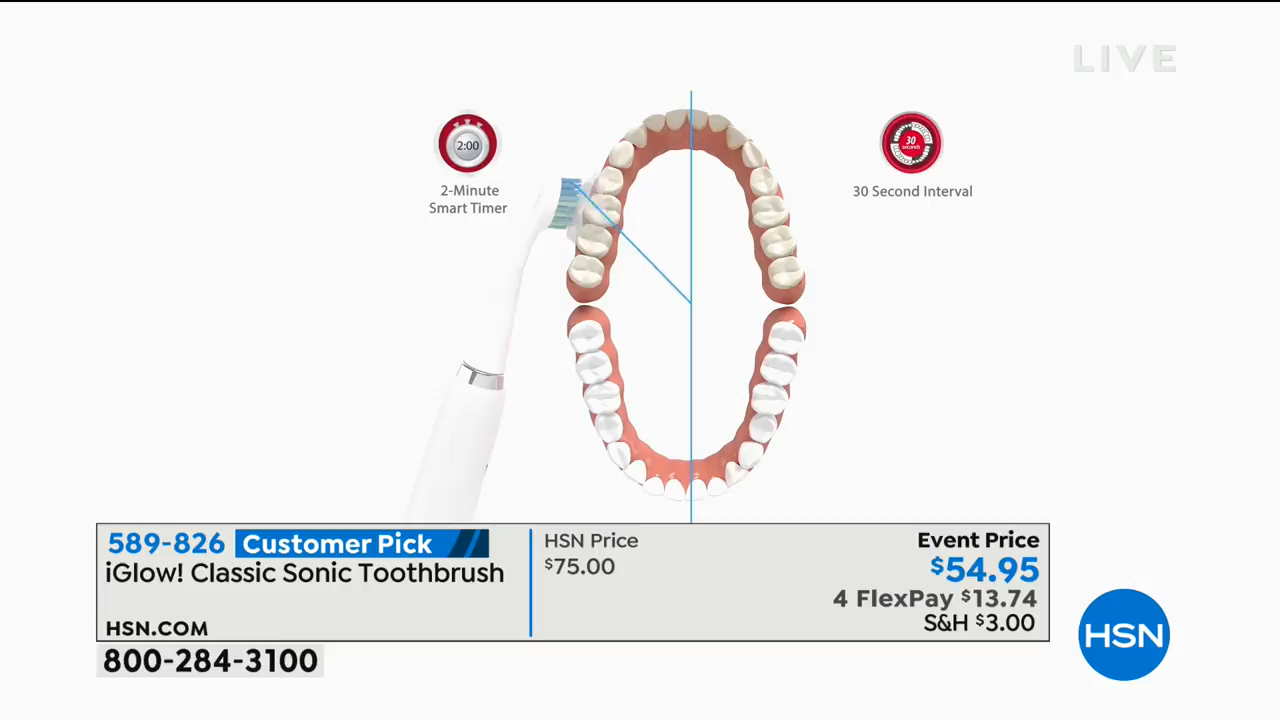 LIVE
2:00
2-Minute
Smart Timer
30
seconds
30 Second Interval
589-826 Customer Pick
iGlow! Classic Sonic Toothbrush
HSN.COM
800-284-3100
HSN Price
$75.00
Event Price
$54.95
4 FlexPay $13.74
S&H $3.00
HSN